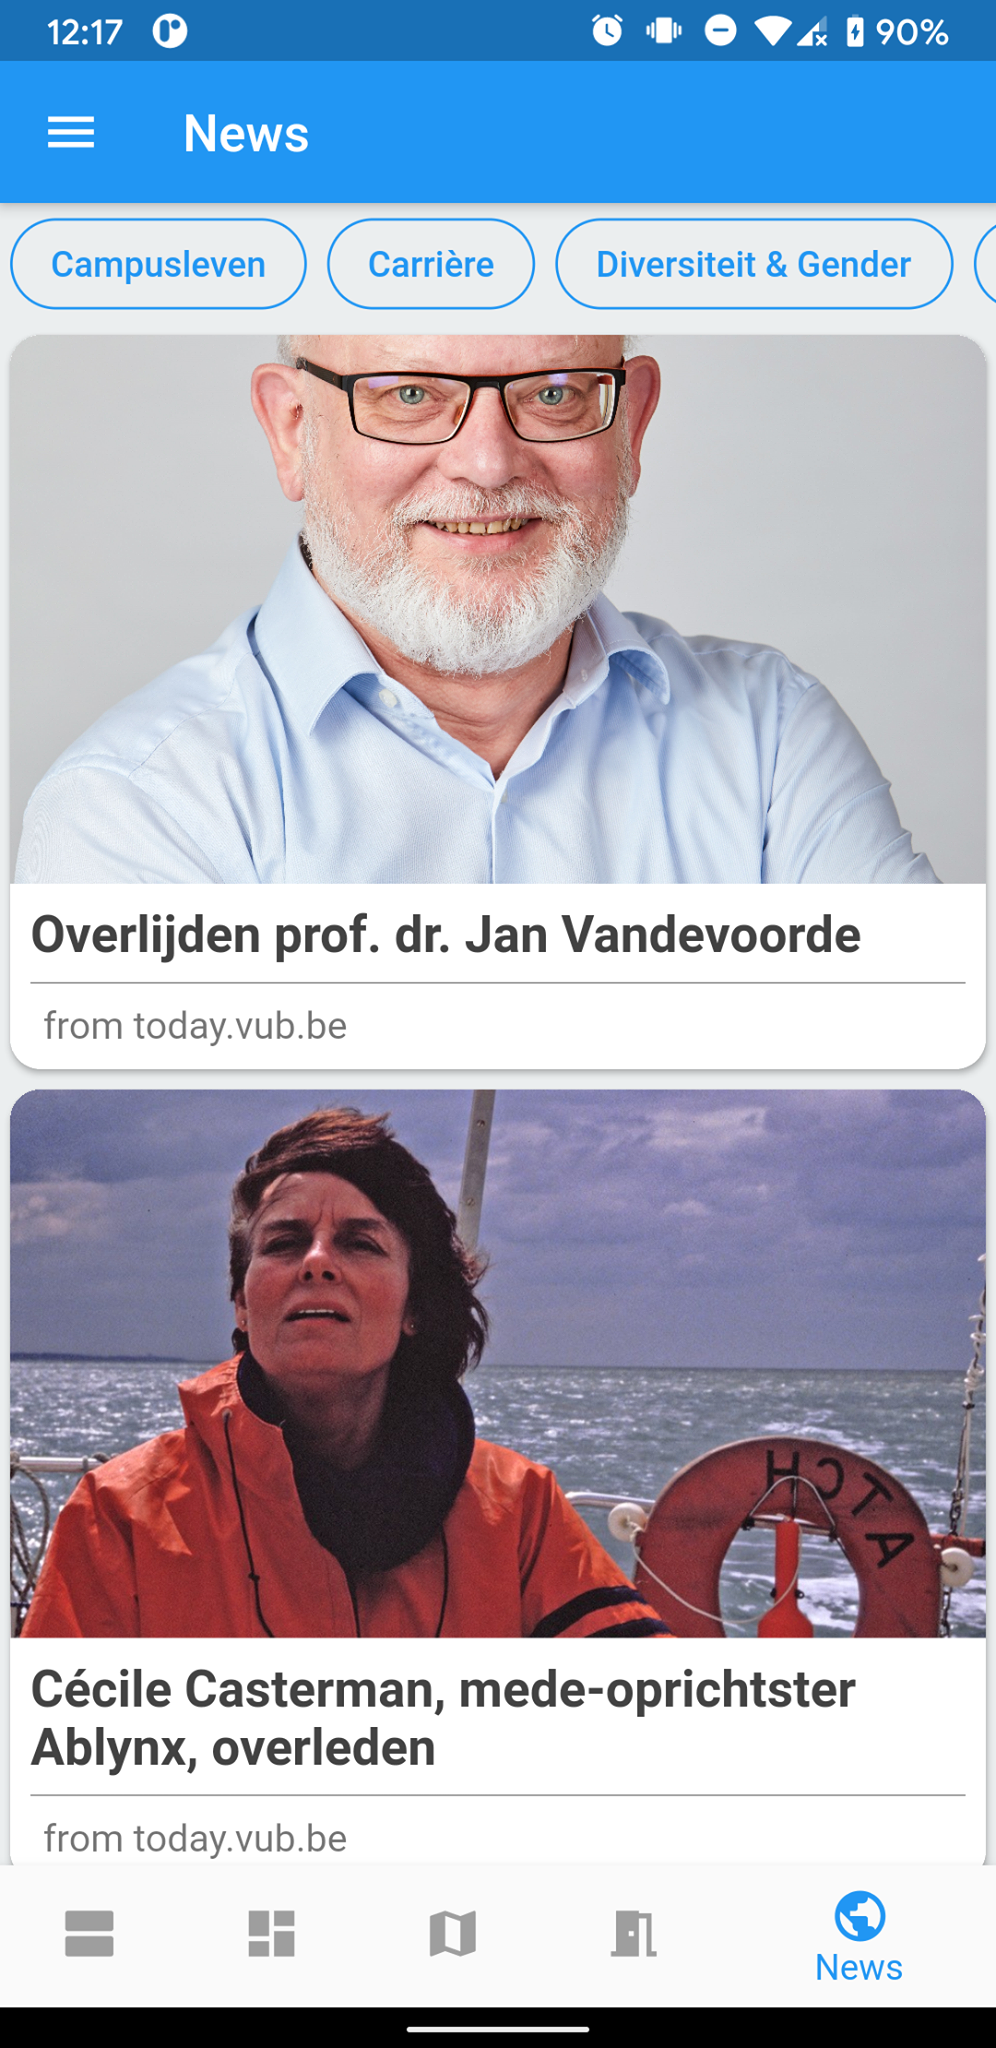 12:17
90%
News
Campusleven
Carrière
Diversiteit & Gender
Overlijden prof. dr. Jan Vandevoorde
from today.vub.be
TCH
A
Cécile Casterman, mede-oprichtster
Ablynx, overleden
from today.vub.be
News